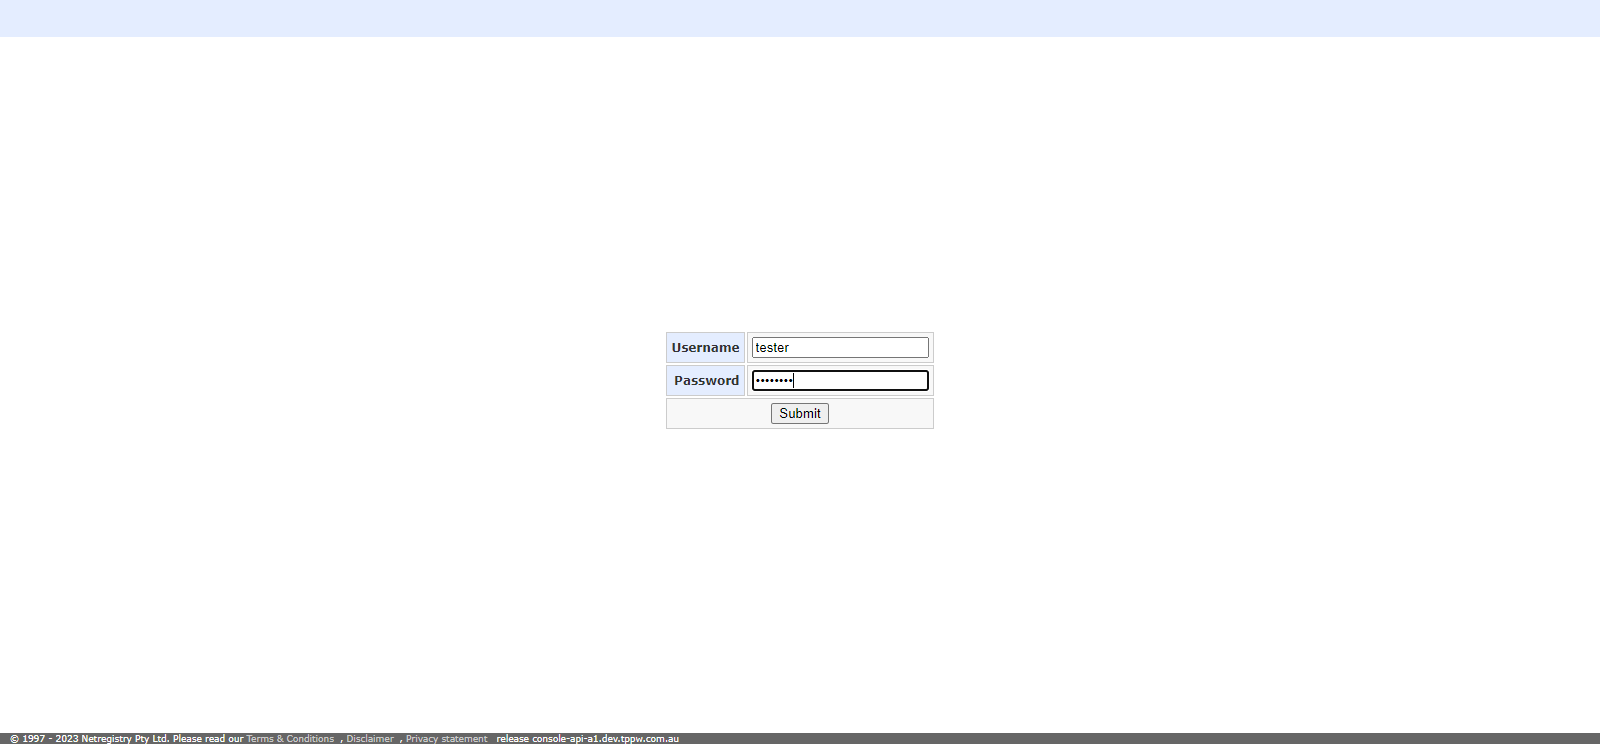 Username tester
Password ••••••••
Submit
© 1997 - 2023 Netregistry Pty Ltd. Please read our Terms & Conditions , Disclaimer , Privacy statement release console-api-a1.dev.tppw.com.au